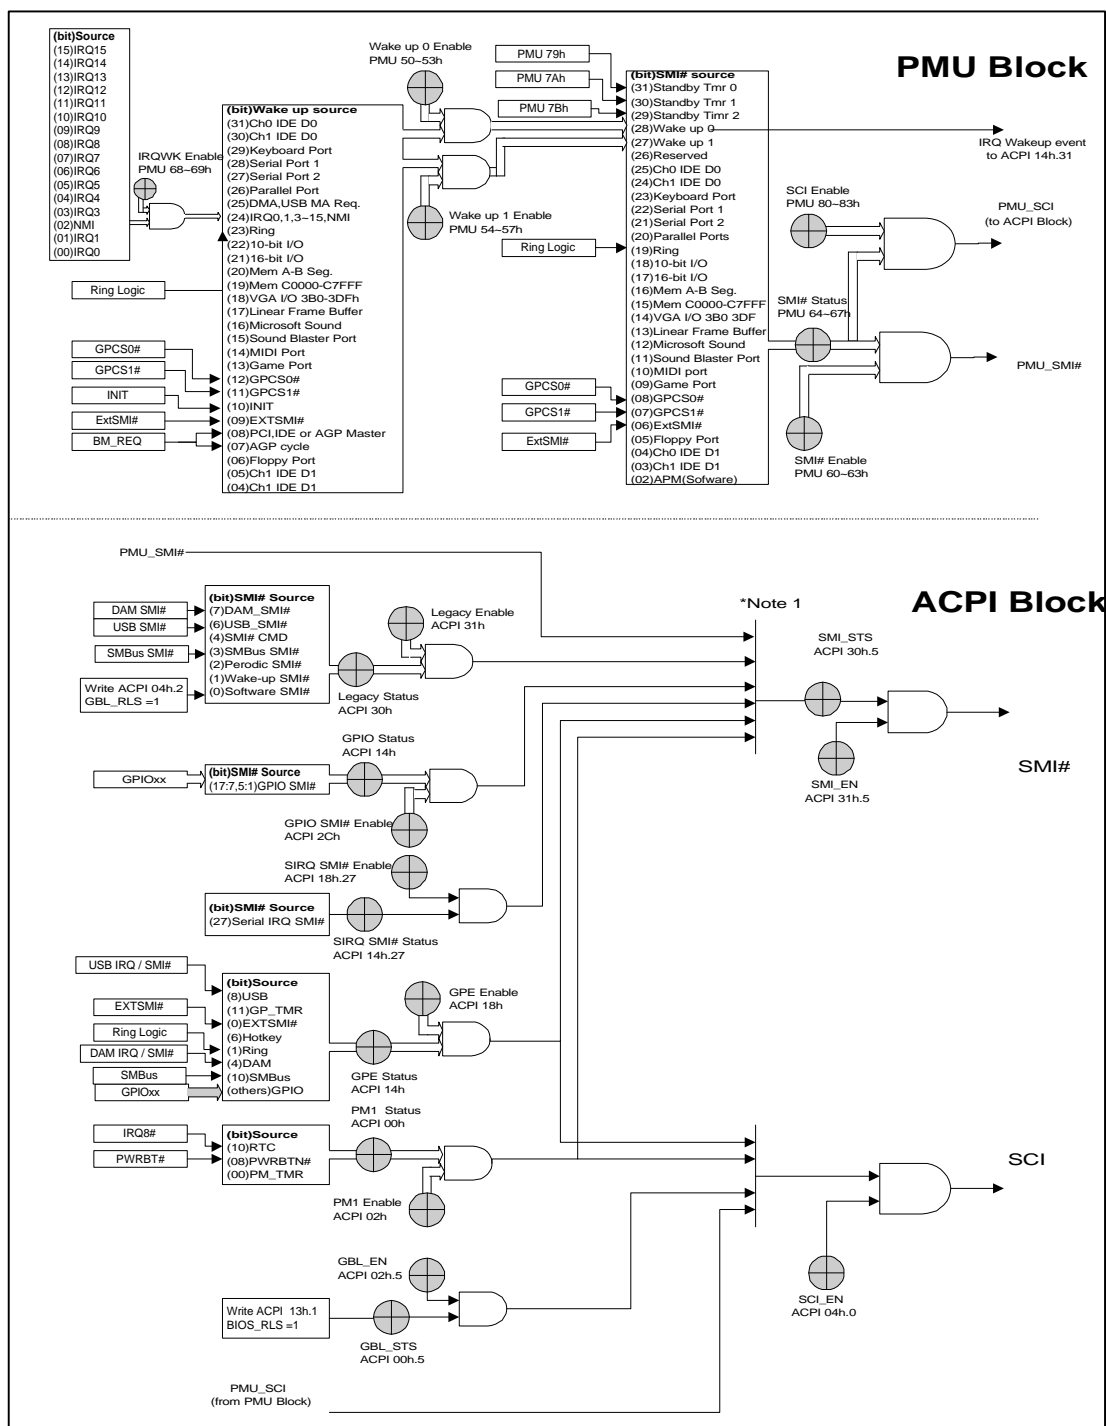 PMU Block
(bit)Source
(15)IRQ15
(14)IRQ14
(13)IRQ13
(12)IRQ12
(11)IRQ11
(10)IRQ10
(09)IRQ9
(08)IRQ8
(07)IRQ7
(06)IRQ6
(05)IRQ5
(04)IRQ4
(03)IRQ3
(02)NMI
(01)IRQ1
(00)IRQ0
IRQWK Enable
PMU 68~69h
Ring Logic
GPCS0#
GPCS1#
INIT
ExtSMI#
BM_REQ
(bit)Wake up source
(31)Ch0 IDE D0
(30)Ch1 IDE D0
(29)Keyboard Port
(28)Serial Port 1
(27)Serial Port 2
(26)Parallel Port
(25)DMA,USB MA Req.
(24)IRQ0,1,3~15,NMI
(23)Ring
(22)10-bit I/O
(21)16-bit I/O
(20)Mem A-B Seg.
(19)Mem C0000-C7FFF
(18)VGA I/O 3B0-3DFh
(17)Linear Frame Buffer
(16)Microsoft Sound
(15)Sound Blaster Port
(14)MIDI Port
(13)Game Port
(12)GPCS0#
(11)GPCS1#
(10)INIT
(09)EXTSMI#
(08)PCI,IDE or AGP Master
(07)AGP cycle
(06)Floppy Port
(05)Ch1 IDE D1
(04)Ch1 IDE D1
Wake up 0 Enable
PMU 50~53h
Wake up 1 Enable
PMU 54~57h
PMU 79h
PMU 7Ah
PMU 7Bh
Ring Logic
GPCS0#
GPCS1#
ExtSMI#
(bit)SMI# source
(31)Standby Tmr 0
(30)Standby Tmr 1
(29)Standby Timr 2
(28)Wake up 0
(27)Wake up 1
(26)Reserved
(25)Ch0 IDE D0
(24)Ch1 IDE D0
(23)Keyboard Port
(22)Serial Port 1
(21)Serial Port 2
(20)Parallel Ports
(19)Ring
(18)10-bit I/O
(17)16-bit I/O
(16)Mem A-B Seg.
(15)Mem C0000-C7FFF
(14)VGA I/O 3B0 3DF
(13)Linear Frame Buffer
(12)Microsoft Sound
(11)Sound Blaster Port
(10)MIDI port
(09)Game Port
(08)GPCS0#
(07)GPCS1#
(06)ExtSMI#
(05)Floppy Port
(04)Ch0 IDE D1
(03)Ch1 IDE D1
(02)APM(Sofware)
IRQ Wakeup event
to ACPI 14h.31
SCI Enable
PMU 80~83h
PMU_SCI
(to ACPI Block)
SMI# Status
PMU 64~67h
PMU_SMI#
SMI# Enable
PMU 60~63h
ACPI Block
PMU_SMI#
DAM SMI#
USB SMI#
SMBus SMI#
Write ACPI 04h.2
GBL_RLS =1
(bit)SMI# Source
(7)DAM_SMI#
(6)USB_SMI#
(4)SMI# CMD
(3)SMBus SMI#
(2)Perodic SMI#
(1)Wake-up SMI#
(0)Software SMI#
Legacy Enable
ACPI 31h
Legacy Status
ACPI 30h
*Note 1
SMI_STS
ACPI 30h.5
SMI_EN
ACPI 31h.5
SMI#
GPIO Status
ACPI 14h
GPIOxx
(bit)SMI# Source
(17:7,5:1)GPIO SMI#
GPIO SMI# Enable
ACPI 2Ch
SIRQ SMI# Enable
ACPI 18h.27
(bit)SMI# Source
(27)Serial IRQ SMI#
SIRQ SMI# Status
ACPI 14h.27
USB IRQ / SMI#
EXTSMI#
Ring Logic
DAM IRQ / SMI#
SMBus
GPIOxx
(bit)Source
(8)USB
(11)GP_TMR
(0)EXTSMI#
(6)Hotkey
(1)Ring
(4)DAM
(10)SMBus
(others)GPIO
GPE Enable
ACPI 18h
GPE Status
ACPI 14h
PM1 Status
ACPI 00h
IRQ8#
PWRBT#
(bit)Source
(10)RTC
(08)PWRBTN#
(00)PM_TMR
PM1 Enable
ACPI 02h
SCI
GBL_EN
ACPI 02h.5
Write ACPI 13h.1
BIOS_RLS =1
GBL_STS
ACPI 00h.5
SCI_EN
ACPI 04h.0
PMU_SCI
(from PMU Block)